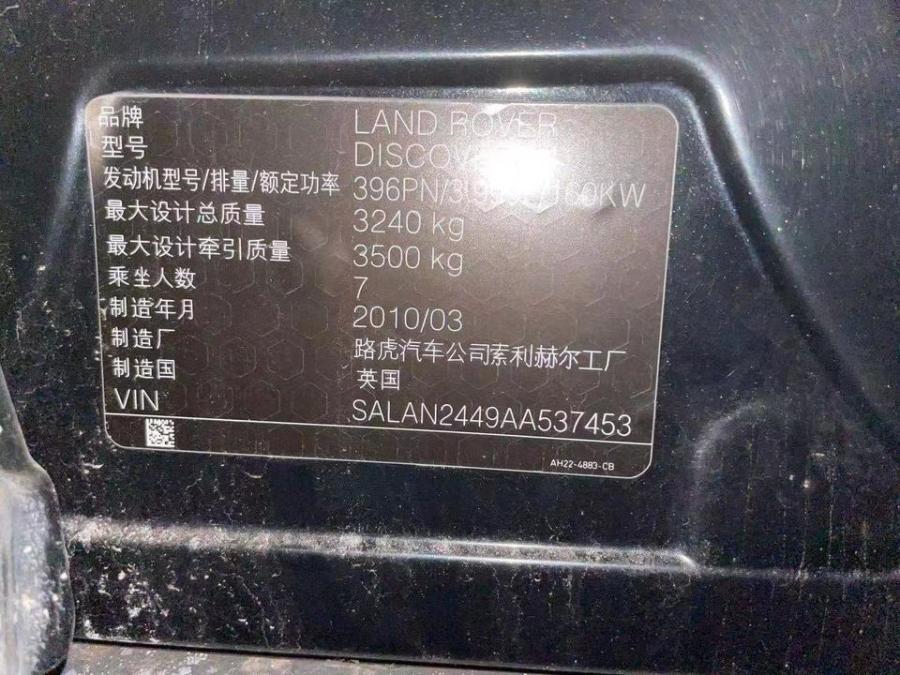 品牌 LAND ROVER
型号
发动机型号/排量/额定功率 396PN/
最大设计总质量 3240 kg
最大设计牵引质量 3500 kg
乘坐人数 7
制造年月 2010/03
制造厂 路虎汽车公司索利赫尔工厂
制造国 英国
VIN SALAN2449AA537453
AH22-4883-CB